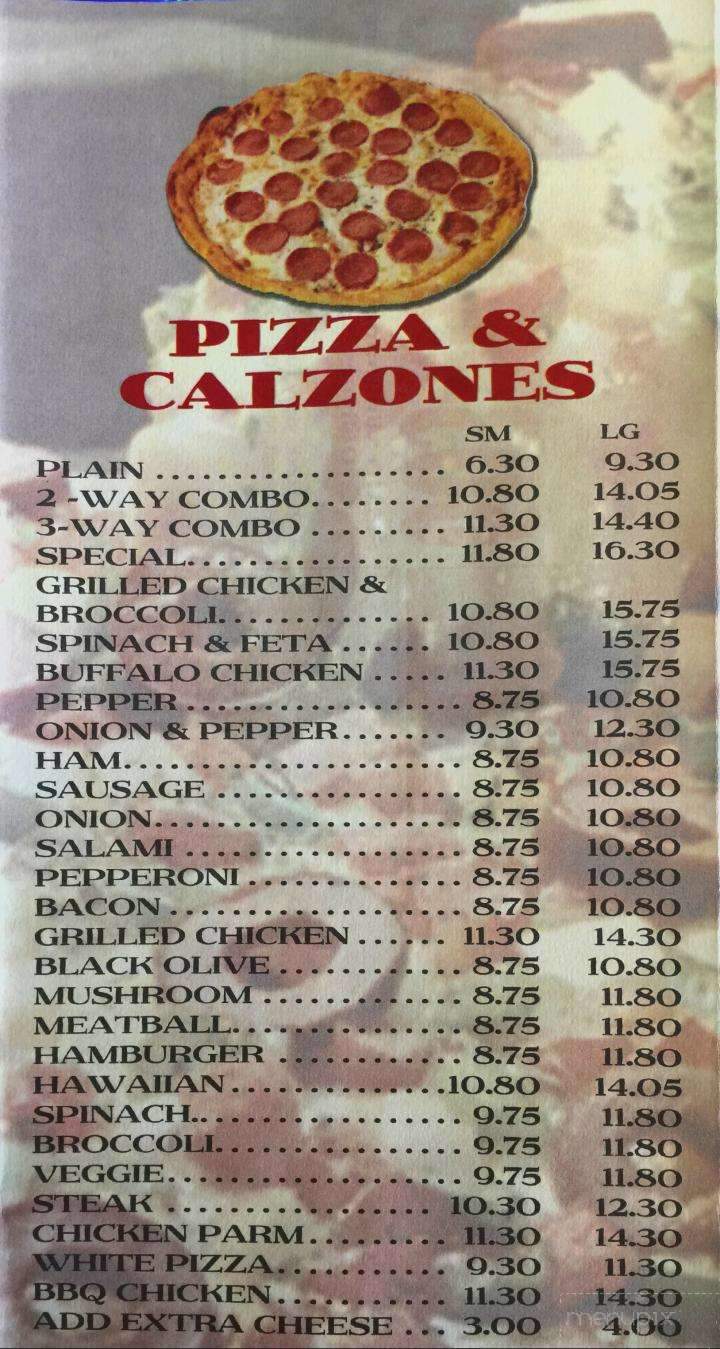 PIZZA &
CALZONES
SM LG
PLAIN .................... 6.30 9.30
2 -WAY COMBO........ 10.80 14.05
3-WAY COMBO ......... 11.30 14.40
SPECIAL................. 11.80 16.30
GRILLED CHICKEN &
BROCCOLI.............. 10.80 15.75
SPINACH & FETA ...... 10.80 15.75
BUFFALO CHICKEN ..... 11.30 15.75
PEPPER .................. 8.75 10.80
ONION & PEPPER....... 9.30 12.30
HAM...................... 8.75 10.80
SAUSAGE ................ 8.75 10.80
ONION.................... 8.75 10.80
SALAMI .................. 8.75 10.80
PEPPERONI .............. 8.75 10.80
BACON ................... 8.75 10.80
GRILLED CHICKEN ...... 11.30 14.30
BLACK OLIVE ............ 8.75 10.80
MUSHROOM ............. 8.75 11.80
MEATBALL............... 8.75 11.80
HAMBURGER ............ 8.75 11.80
HAWAIIAN..............10.80 14.05
SPINACH.................. 9.75 11.80
BROCCOLI................ 9.75 11.80
VEGGIE................... 9.75 11.80
STEAK ................. 10.30 12.30
CHICKEN PARM......... 11.30 14.30
WHITE PIZZA............ 9.30 11.30
BBQ CHICKEN........... 11.30 14.30
ADD EXTRA CHEESE ... 3.00 4.00
menupix